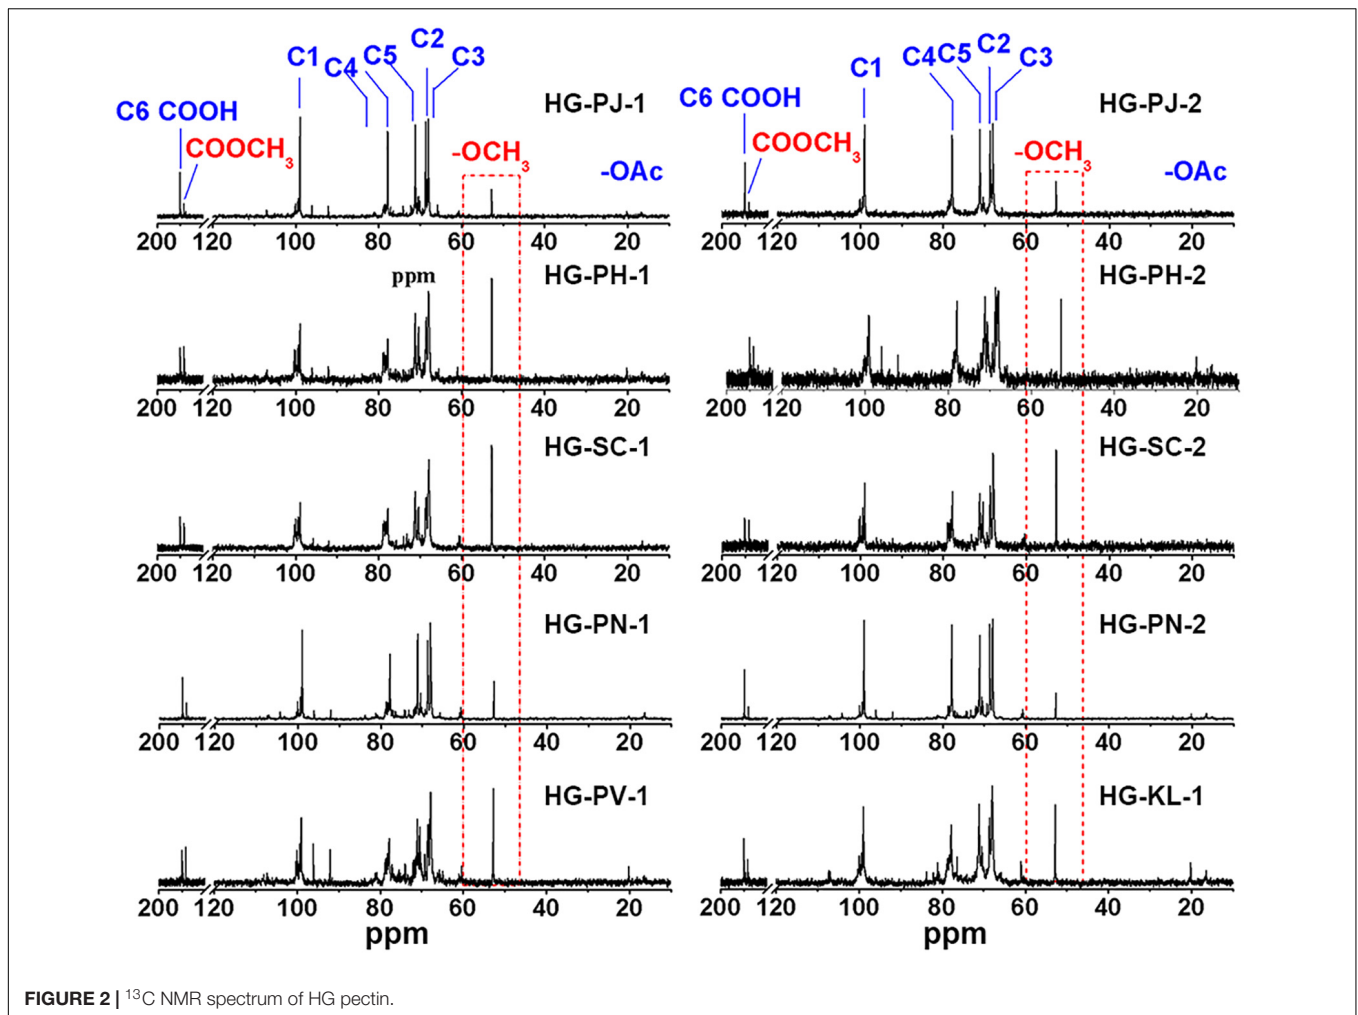 C1 C4 C5 C2 C3
C6 COOH
COOCH3
-OCH3
-OAc
HG-PJ-1
200 120 100 80 60 40 20
C1 C4 C5 C2 C3
C6 COOH
COOCH3
-OCH3
-OAc
HG-PJ-2
200 120 100 80 60 40 20
ppm
HG-PH-1
200 120 100 80 60 40 20
HG-PH-2
200 120 100 80 60 40 20
HG-SC-1
200 120 100 80 60 40 20
HG-SC-2
200 120 100 80 60 40 20
HG-PN-1
200 120 100 80 60 40 20
HG-PN-2
200 120 100 80 60 40 20
HG-PV-1
200 120 100 80 60 40 20
ppm
HG-KL-1
200 120 100 80 60 40 20
ppm
FIGURE 2 | 13C NMR spectrum of HG pectin.